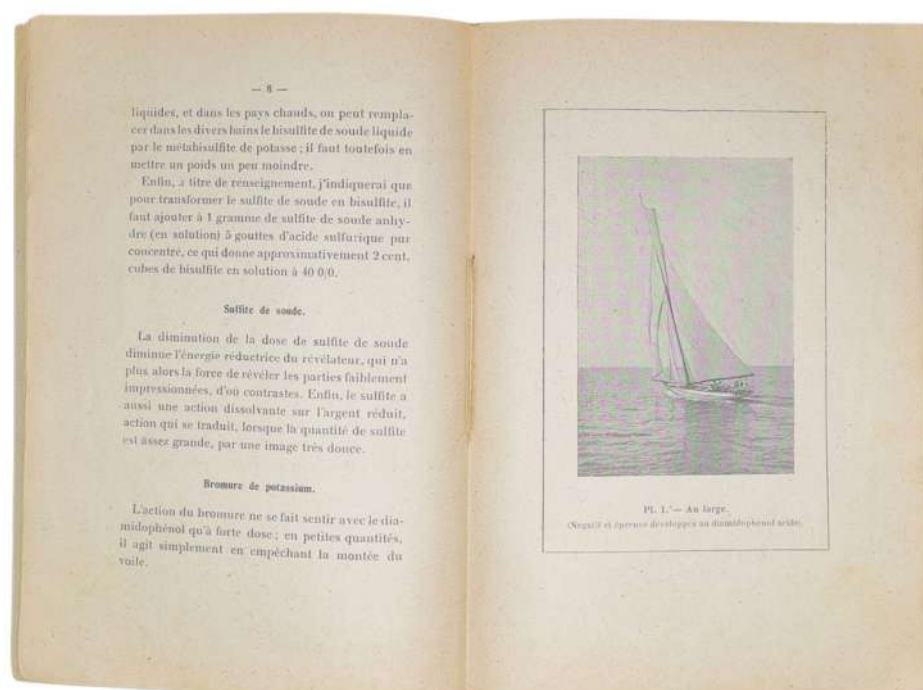 — 8 —
liquides, et dans les pays chauds, on peut rempla-
cer dans les divers bains le bisulfite de soude liquide
par le métabisulfite de potasse ; il faut toutefois en
mettre un poids un peu moindre.
Enfin, à titre de renseignement, j'indiquerai que
pour transformer le sulfite de soude en bisulfite, il
faut ajouter à 1 gramme de sulfite de soude anhy-
dre (en solution) 5 gouttes d'acide sulfurique pur
concentré, ce qui donne approximativement 2 cent.
cubes de bisulfite en solution à 40 0/0.
Sulfite de soude.
La diminution de la dose de sulfite de soude
diminue l'énergie réductrice du révélateur, qui n'a
plus alors la force de révéler les parties faiblement
impressionnées, d'où contrastes. Enfin, le sulfite a
aussi une action dissolvante sur l'argent réduit,
action qui se traduit, lorsque la quantité de sulfite
est assez grande, par une image très douce.
Bromure de potassium.
L'action du bromure ne se fait sentir avec le dia-
midophénol qu'à forte dose ; en petites quantités,
il agit simplement en empêchant la montée du
voile.
Pl. I. — Au large.
(Négatif et épreuve développés au diamidophénol acide).